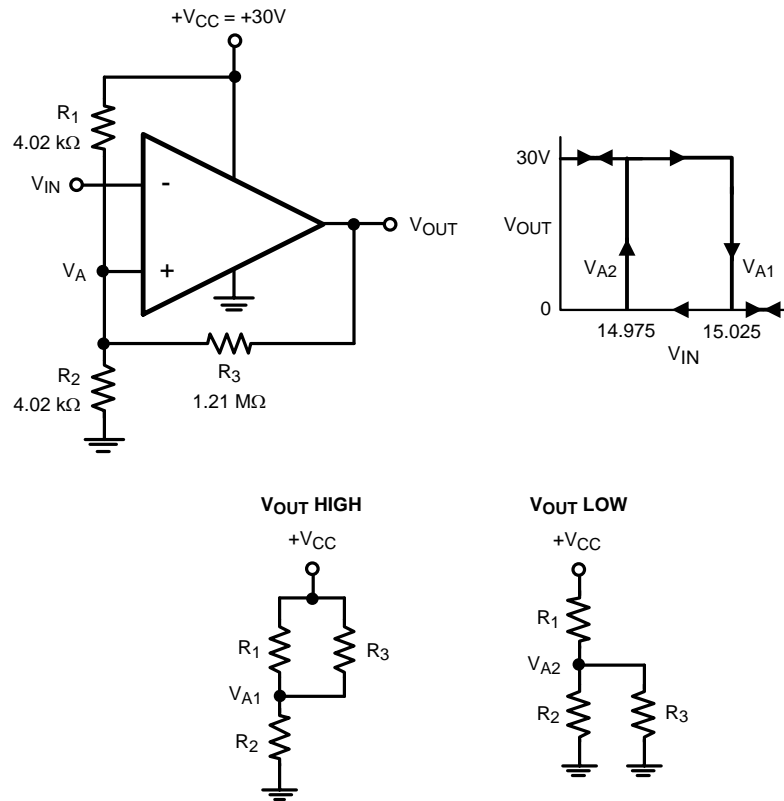 +VCC = +30V
R1
4.02 kΩ
VIN
-
VA
+
VOUT
R3
1.21 MΩ
R2
4.02 kΩ
30V
VOUT
VA2
VA1
0
14.975
15.025
VIN
VOUT HIGH
+VCC
R1
R3
VA1
R2
VOUT LOW
+VCC
R1
VA2
R2
R3